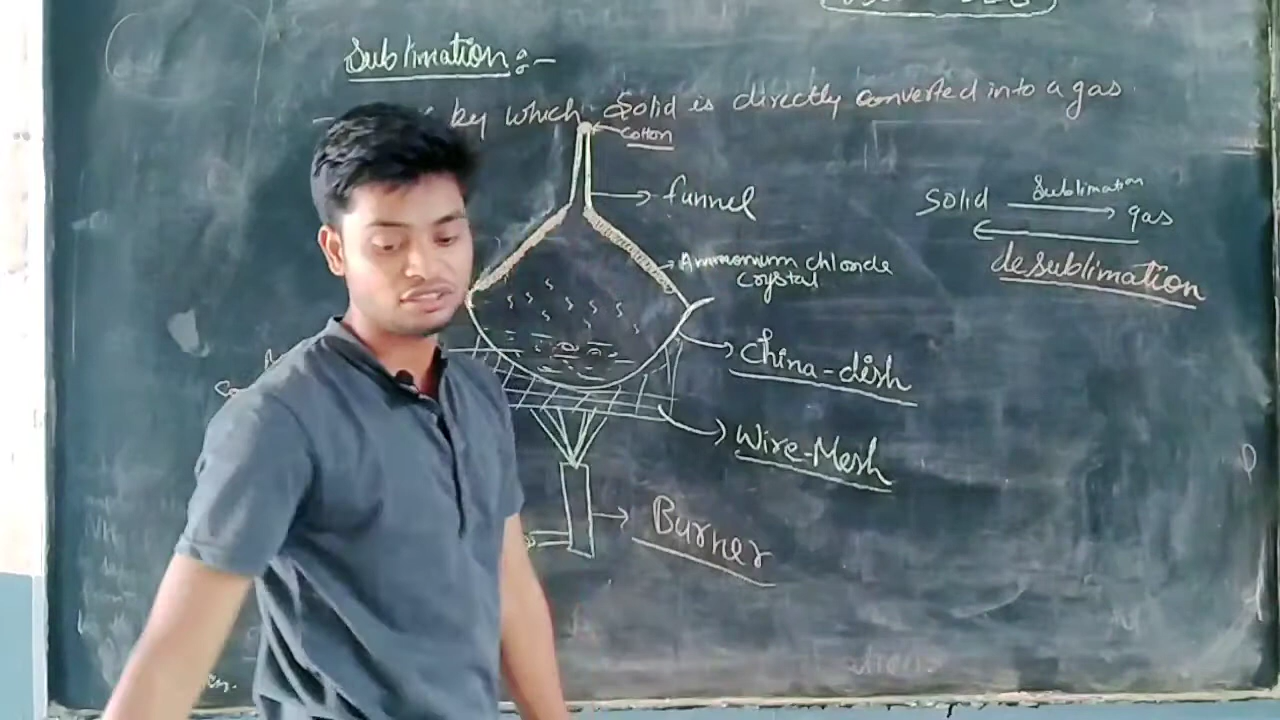 Sublimation :-
by which Solid is directly converted into a gas
Cotton
funnel
Solid Sublimation gas
desublimation
Ammonium chloride
crystal
China-dish
Wire-Mesh
Burner